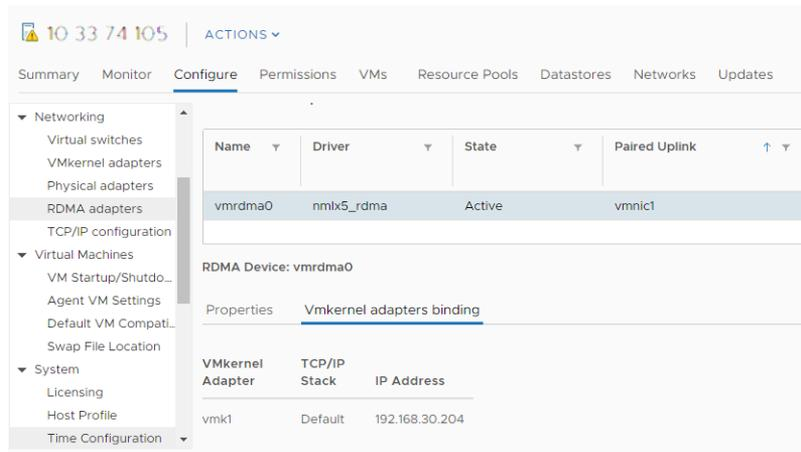 10 33 74 105 ACTIONS
Summary Monitor Configure Permissions VMs Resource Pools Datastores Networks Updates
Networking
Virtual switches
VMkernel adapters
Physical adapters
RDMA adapters
TCP/IP configuration
Virtual Machines
VM Startup/Shutdo...
Agent VM Settings
Default VM Compati...
Swap File Location
System
Licensing
Host Profile
Time Configuration
Name Driver State Paired Uplink
vmrdma0 nmlx5_rdma Active vmnic1
RDMA Device: vmrdma0
Properties Vmkernel adapters binding
VMkernel Adapter TCP/IP Stack IP Address
vmk1 Default 192.168.30.204